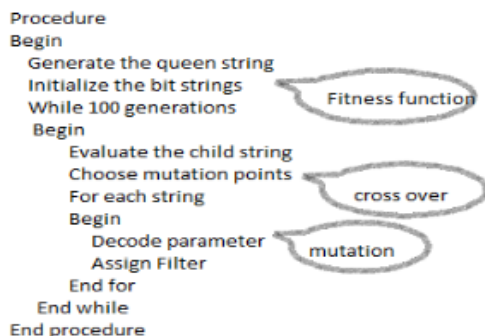 Procedure
Begin
Generate the queen string
Initialize the bit strings
Fitness function
While 100 generations
Begin
Evaluate the child string
Choose mutation points
cross over
For each string
Begin
Decode parameter
mutation
Assign Filter
End for
End while
End procedure